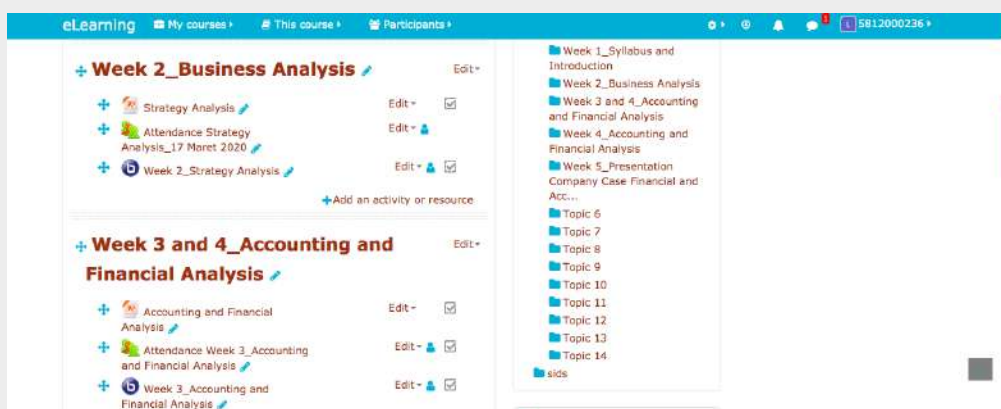 eLearning My courses This course Participants 1 5812000236
Week 2_Business Analysis Edit
Strategy Analysis Edit
Attendance Strategy Edit
Analysis_17 Maret 2020
Week 2_Strategy Analysis Edit
+Add an activity or resource
Week 3 and 4_Accounting and Edit
Financial Analysis
Accounting and Financial Edit
Analysis
Attendance Week 3_Accounting Edit
and Financial Analysis
Week 3_Accounting and Edit
Financial Analysis
Week 1_Syllabus and
Introduction
Week 2_Business Analysis
Week 3 and 4_Accounting
and Financial Analysis
Week 4_Accounting and
Financial Analysis
Week 5_Presentation
Company Case Financial and
Acc...
Topic 6
Topic 7
Topic 8
Topic 9
Topic 10
Topic 11
Topic 12
Topic 13
Topic 14
sids